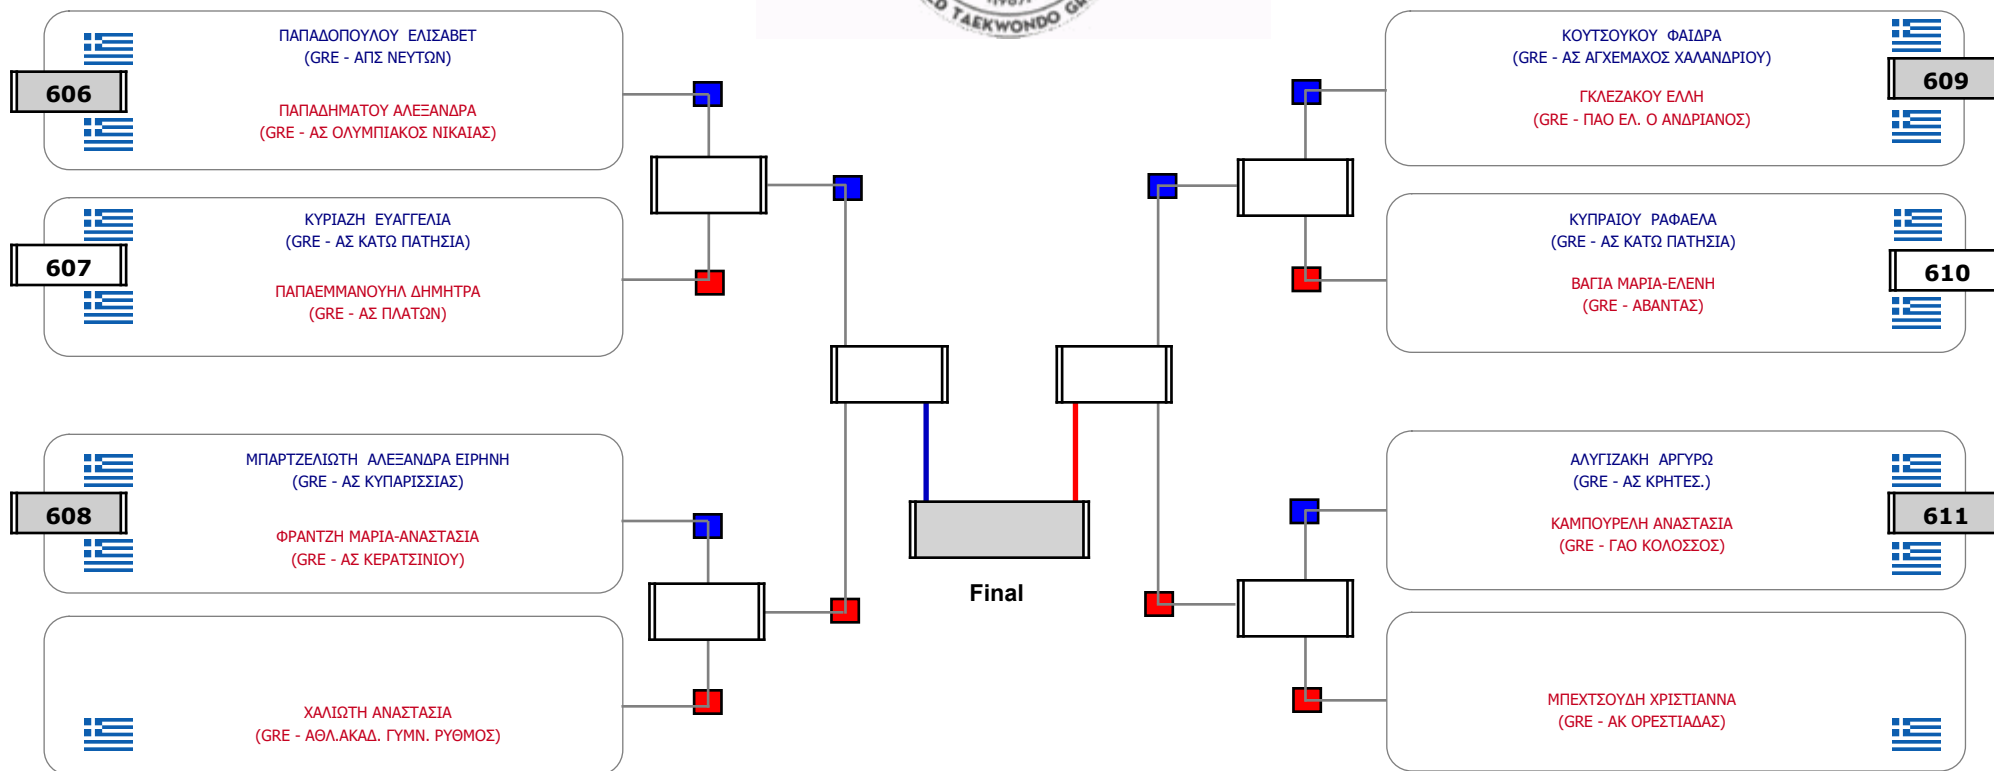 TAEKWONDO
ΠΑΠΑΔΟΠΟΥΛΟΥ ΕΛΙΣΑΒΕΤ
(GRE - ΑΠΣ ΝΕΥΤΩΝ)
606
ΠΑΠΑΔΗΜΑΤΟΥ ΑΛΕΞΑΝΔΡΑ
(GRE - ΑΣ ΟΛΥΜΠΙΑΚΟΣ ΝΙΚΑΙΑΣ)
ΚΥΡΙΑΖΗ ΕΥΑΓΓΕΛΙΑ
(GRE - ΑΣ ΚΑΤΩ ΠΑΤΗΣΙΑ)
607
ΠΑΠΑΕΜΜΑΝΟΥΗΛ ΔΗΜΗΤΡΑ
(GRE - ΑΣ ΠΛΑΤΩΝ)
ΜΠΑΡΤΖΕΛΙΩΤΗ ΑΛΕΞΑΝΔΡΑ ΕΙΡΗΝΗ
(GRE - ΑΣ ΚΥΠΑΡΙΣΣΙΑΣ)
608
ΦΡΑΝΤΖΗ ΜΑΡΙΑ-ΑΝΑΣΤΑΣΙΑ
(GRE - ΑΣ ΚΕΡΑΤΣΙΝΙΟΥ)
ΧΑΛΙΩΤΗ ΑΝΑΣΤΑΣΙΑ
(GRE - ΑΘΛ.ΑΚΑΔ. ΓΥΜΝ. ΡΥΘΜΟΣ)
Final
ΚΟΥΤΣΟΥΚΟΥ ΦΑΙΔΡΑ
(GRE - ΑΣ ΑΓΧΕΜΑΧΟΣ ΧΑΛΑΝΔΡΙΟΥ)
609
ΓΚΛΕΖΑΚΟΥ ΕΛΛΗ
(GRE - ΠΑΟ ΕΛ. Ο ΑΝΔΡΙΑΝΟΣ)
ΚΥΠΡΑΙΟΥ ΡΑΦΑΕΛΑ
(GRE - ΑΣ ΚΑΤΩ ΠΑΤΗΣΙΑ)
610
ΒΑΓΙΑ ΜΑΡΙΑ-ΕΛΕΝΗ
(GRE - ΑΒΑΝΤΑΣ)
ΑΛΥΓΙΖΑΚΗ ΑΡΓΥΡΩ
(GRE - ΑΣ ΚΡΗΤΕΣ.)
611
ΚΑΜΠΟΥΡΕΛΗ ΑΝΑΣΤΑΣΙΑ
(GRE - ΓΑΟ ΚΟΛΟΣΣΟΣ)
ΜΠΕΧΤΣΟΥΔΗ ΧΡΙΣΤΙΑΝΝΑ
(GRE - ΑΚ ΟΡΕΣΤΙΑΔΑΣ)